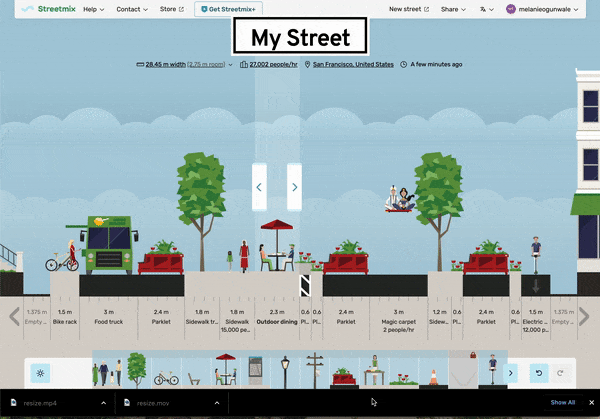 Streetmix Help Contact Store Get Streetmix+ New street Share melanieogunwale
My Street
28.45 m width (2.75 m room) 27,002 people/hr San Francisco, United States A few minutes ago
1.375 m 1.5 m 3 m 2.4 m 1.8 m 1.8 m 2.3 m 0.6 0.6 2.4 m 3 m 1.2 m 2.4 m 0.6 1.5 m 1.375 m
Empty ... Bike rack Food truck Parklet Sidewalk tr... Sidewalk Outdoor dining Pl... Pl... Parklet Magic carpet Sidew... Parklet Pl... Electric ... Empty ...
15,000 pe... 2 people/hr 12,000 p...
resize.mp4 resize.mov Show All